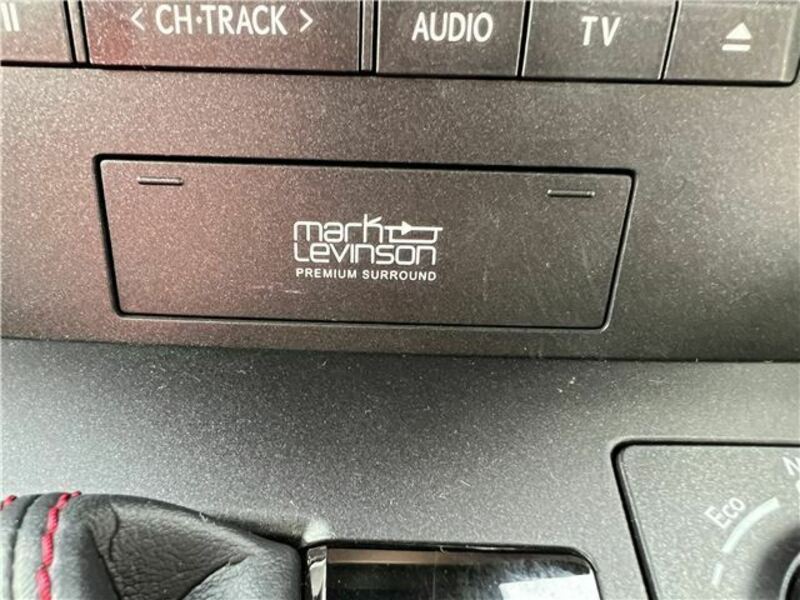 < CH·TRACK >
AUDIO
TV
mark
Levinson
PREMIUM SURROUND
Eco
N